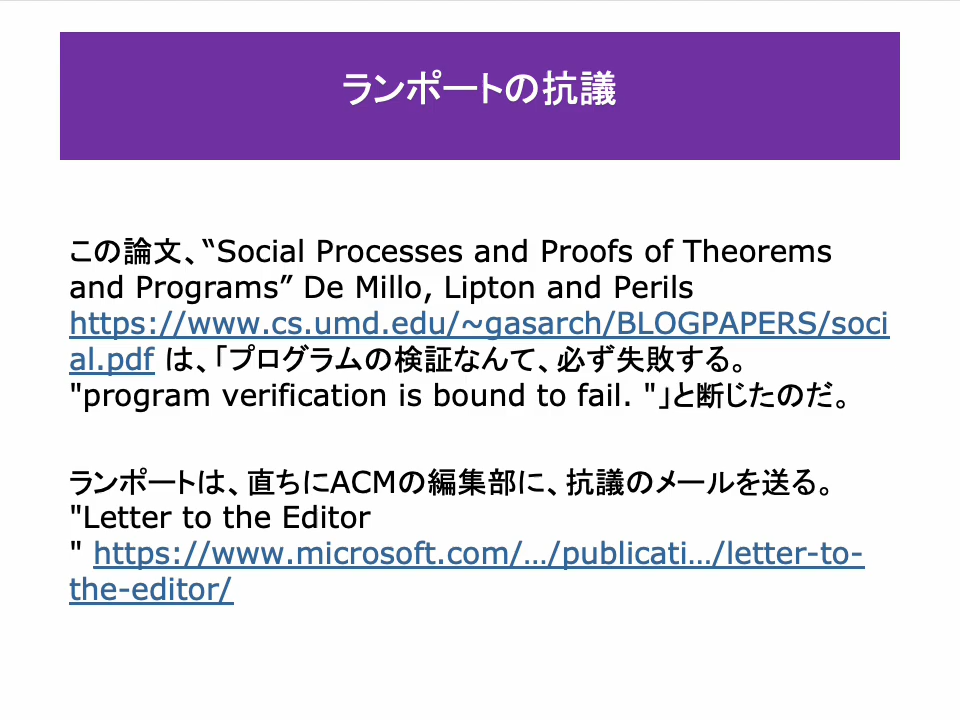 ランポートの抗議
この論文、“Social Processes and Proofs of Theorems
and Programs” De Millo, Lipton and Perils
https://www.cs.umd.edu/~gasarch/BLOGPAPERS/soci
al.pdf は、「プログラムの検証なんて、必ず失敗する。
"program verification is bound to fail. "」と断じたのだ。
ランポートは、直ちにACMの編集部に、抗議のメールを送る。
"Letter to the Editor
" https://www.microsoft.com/…/publicati…/letter-to-
the-editor/